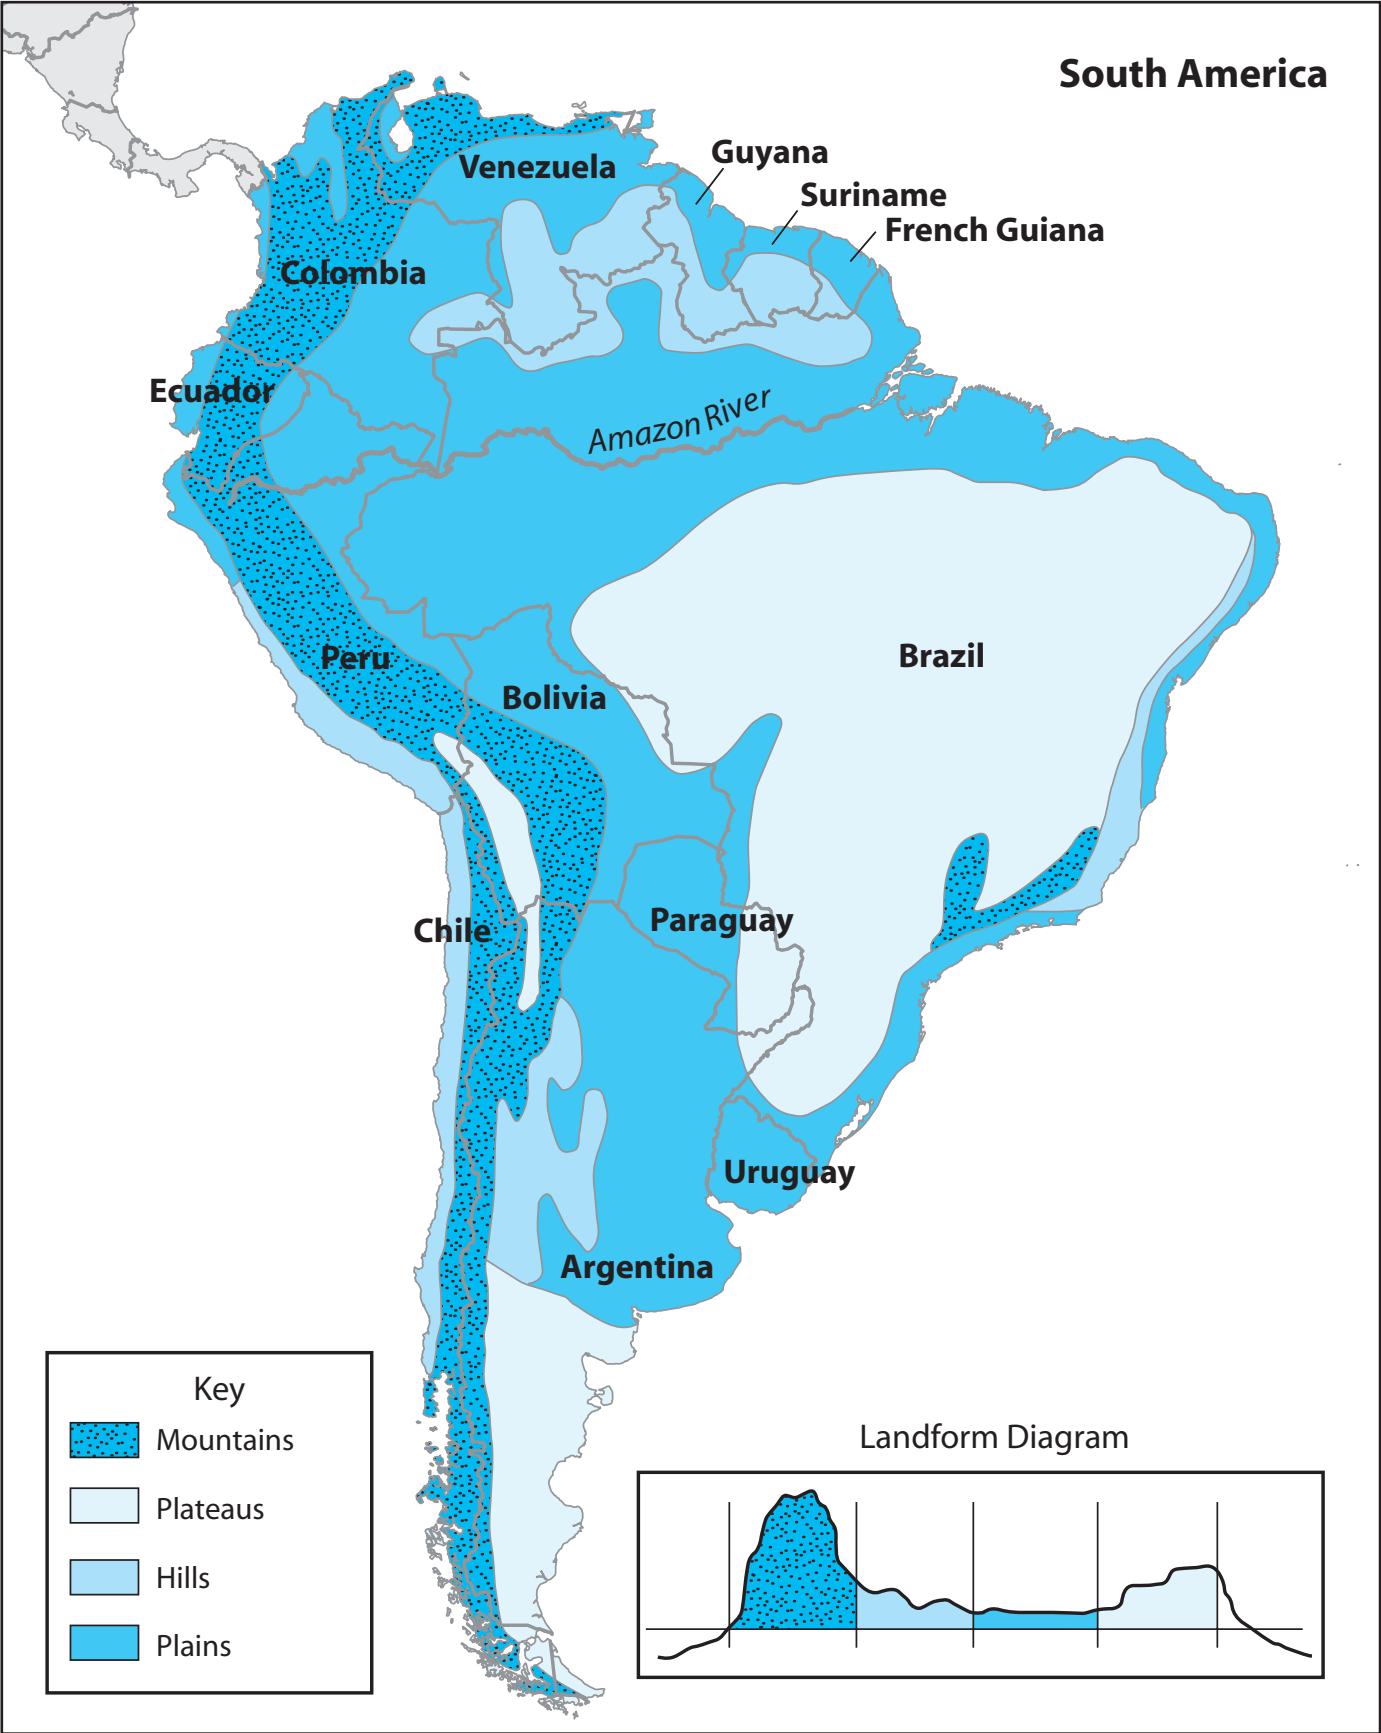 South America
Guyana
Venezuela
Suriname
French Guiana
Colombia
Ecuador
Amazon River
Peru
Brazil
Bolivia
Chile
Paraguay
Uruguay
Argentina
Key
Mountains
Plateaus
Hills
Plains
Landform Diagram